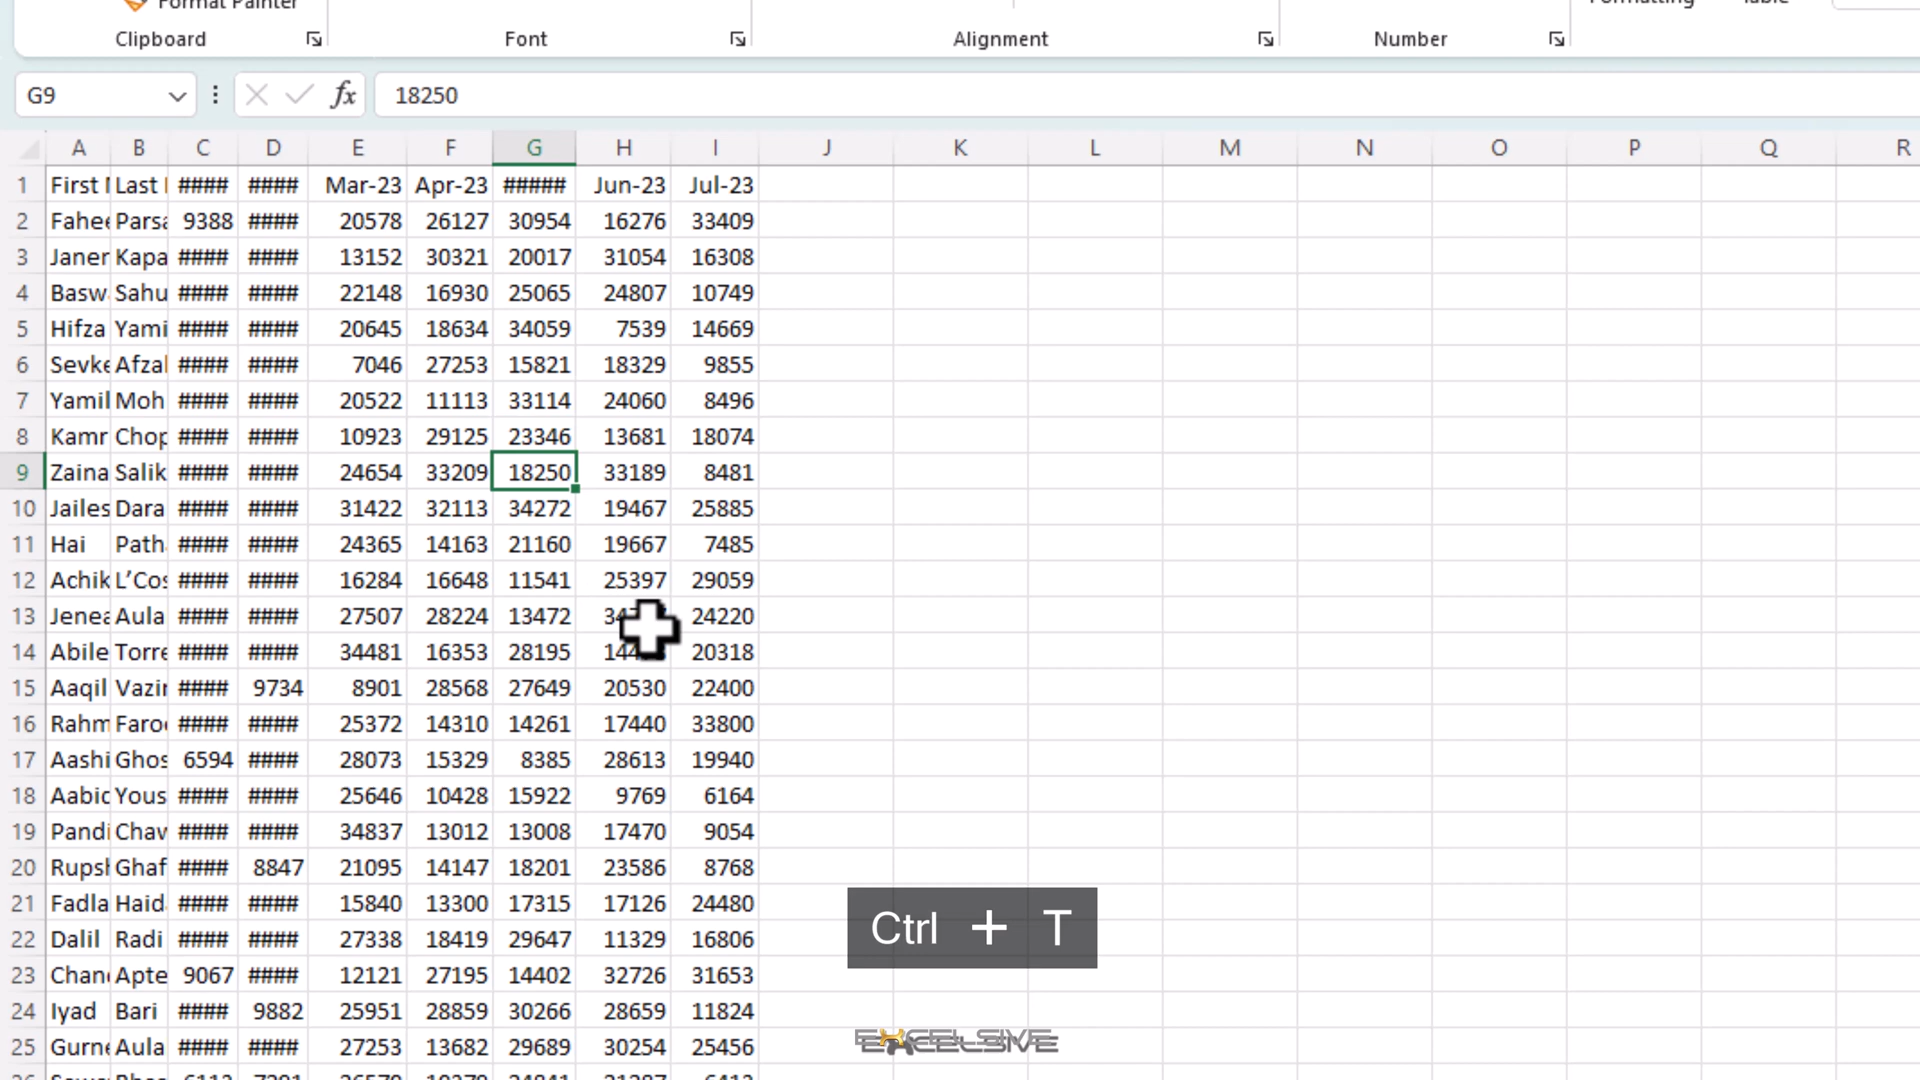 Format Painter
Clipboard Font Alignment Number
G9 fx 18250
A B C D E F G H I J K L M N O P Q R
1 First Last #### #### Mar-23 Apr-23 ##### Jun-23 Jul-23
2 Fahee Parsa 9388 #### 20578 26127 30954 16276 33409
3 Janer Kapa #### #### 13152 30321 20017 31054 16308
4 Basw Sahu #### #### 22148 16930 25065 24807 10749
5 Hifza Yami #### #### 20645 18634 34059 7539 14669
6 Sevke Afzal #### #### 7046 27253 15821 18329 9855
7 Yamil Moh #### #### 20522 11113 33114 24060 8496
8 Kamr Chop #### #### 10923 29125 23346 13681 18074
9 Zaina Salik #### #### 24654 33209 18250 33189 8481
10 Jailes Dara #### #### 31422 32113 34272 19467 25885
11 Hai Path #### #### 24365 14163 21160 19667 7485
12 Achik L’Cos #### #### 16284 16648 11541 25397 29059
13 Jenea Aula #### #### 27507 28224 13472 24220
14 Abile Torre #### #### 34481 16353 28195 20318
15 Aaqil Vazir #### 9734 8901 28568 27649 20530 22400
16 Rahm Faroo #### #### 25372 14310 14261 17440 33800
17 Aashi Ghos 6594 #### 28073 15329 8385 28613 19940
18 Aabid Yous #### #### 25646 10428 15922 9769 6164
19 Pandi Chaw #### #### 34837 13012 13008 17470 9054
20 Rupsh Ghaf #### 8847 21095 14147 18201 23586 8768
21 Fadla Haid #### #### 15840 13300 17315 17126 24480
22 Dalil Radi #### #### 27338 18419 29647 11329 16806
23 Chan Apte 9067 #### 12121 27195 14402 32726 31653
24 Iyad Bari #### 9882 25951 28859 30266 28659 11824
25 Gurne Aula #### #### 27253 13682 29689 30254 25456
Ctrl + T
EXCELSIVE